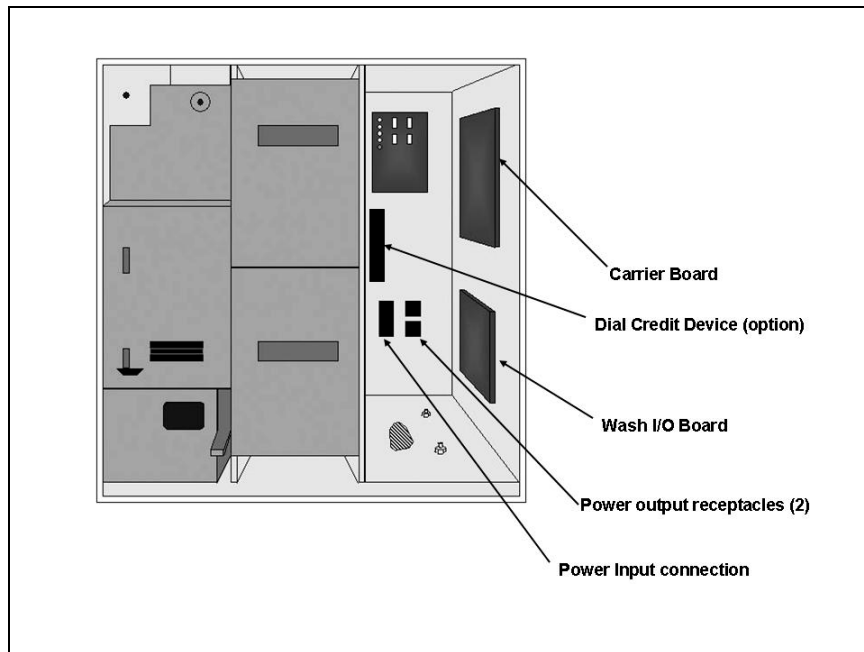 Carrier Board
Dial Credit Device (option)
Wash I/O Board
Power output receptacles (2)
Power Input connection